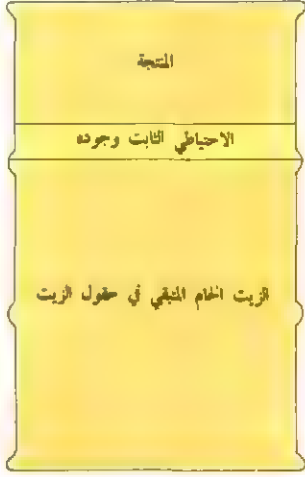 المنتجة
الاحتياطي الثابت وجوده
الزيت الخام المتبقي في حقول الزيت